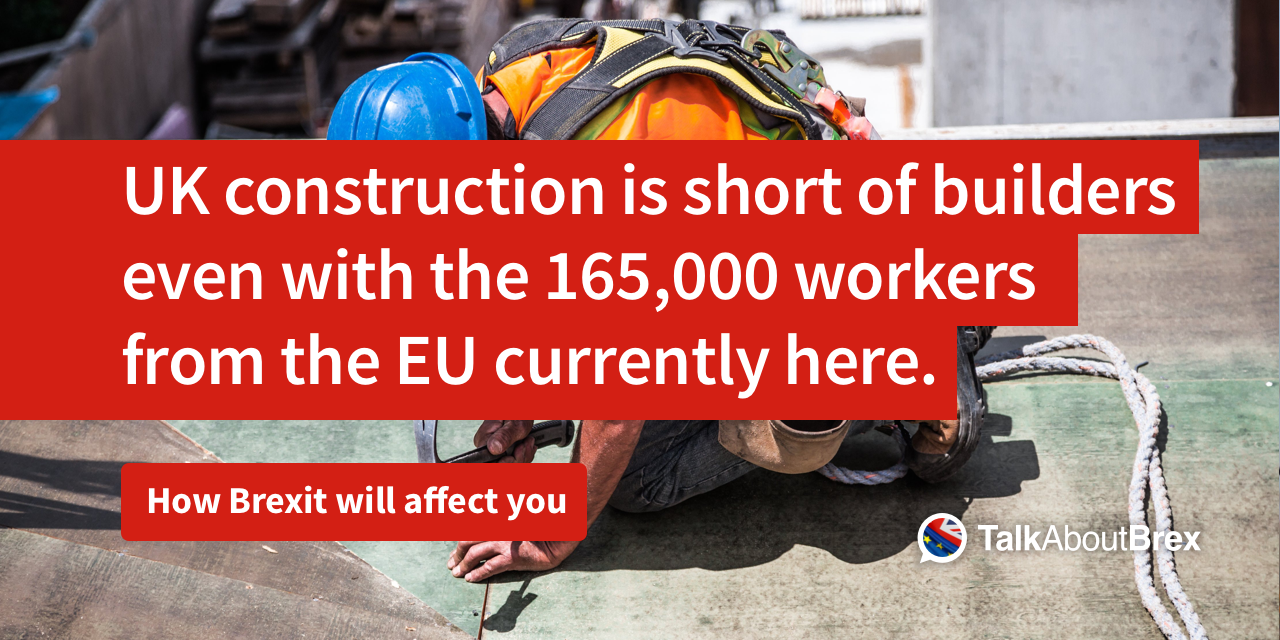 UK construction is short of builders
even with the 165,000 workers
from the EU currently here.
How Brexit will affect you
TalkAboutBrex